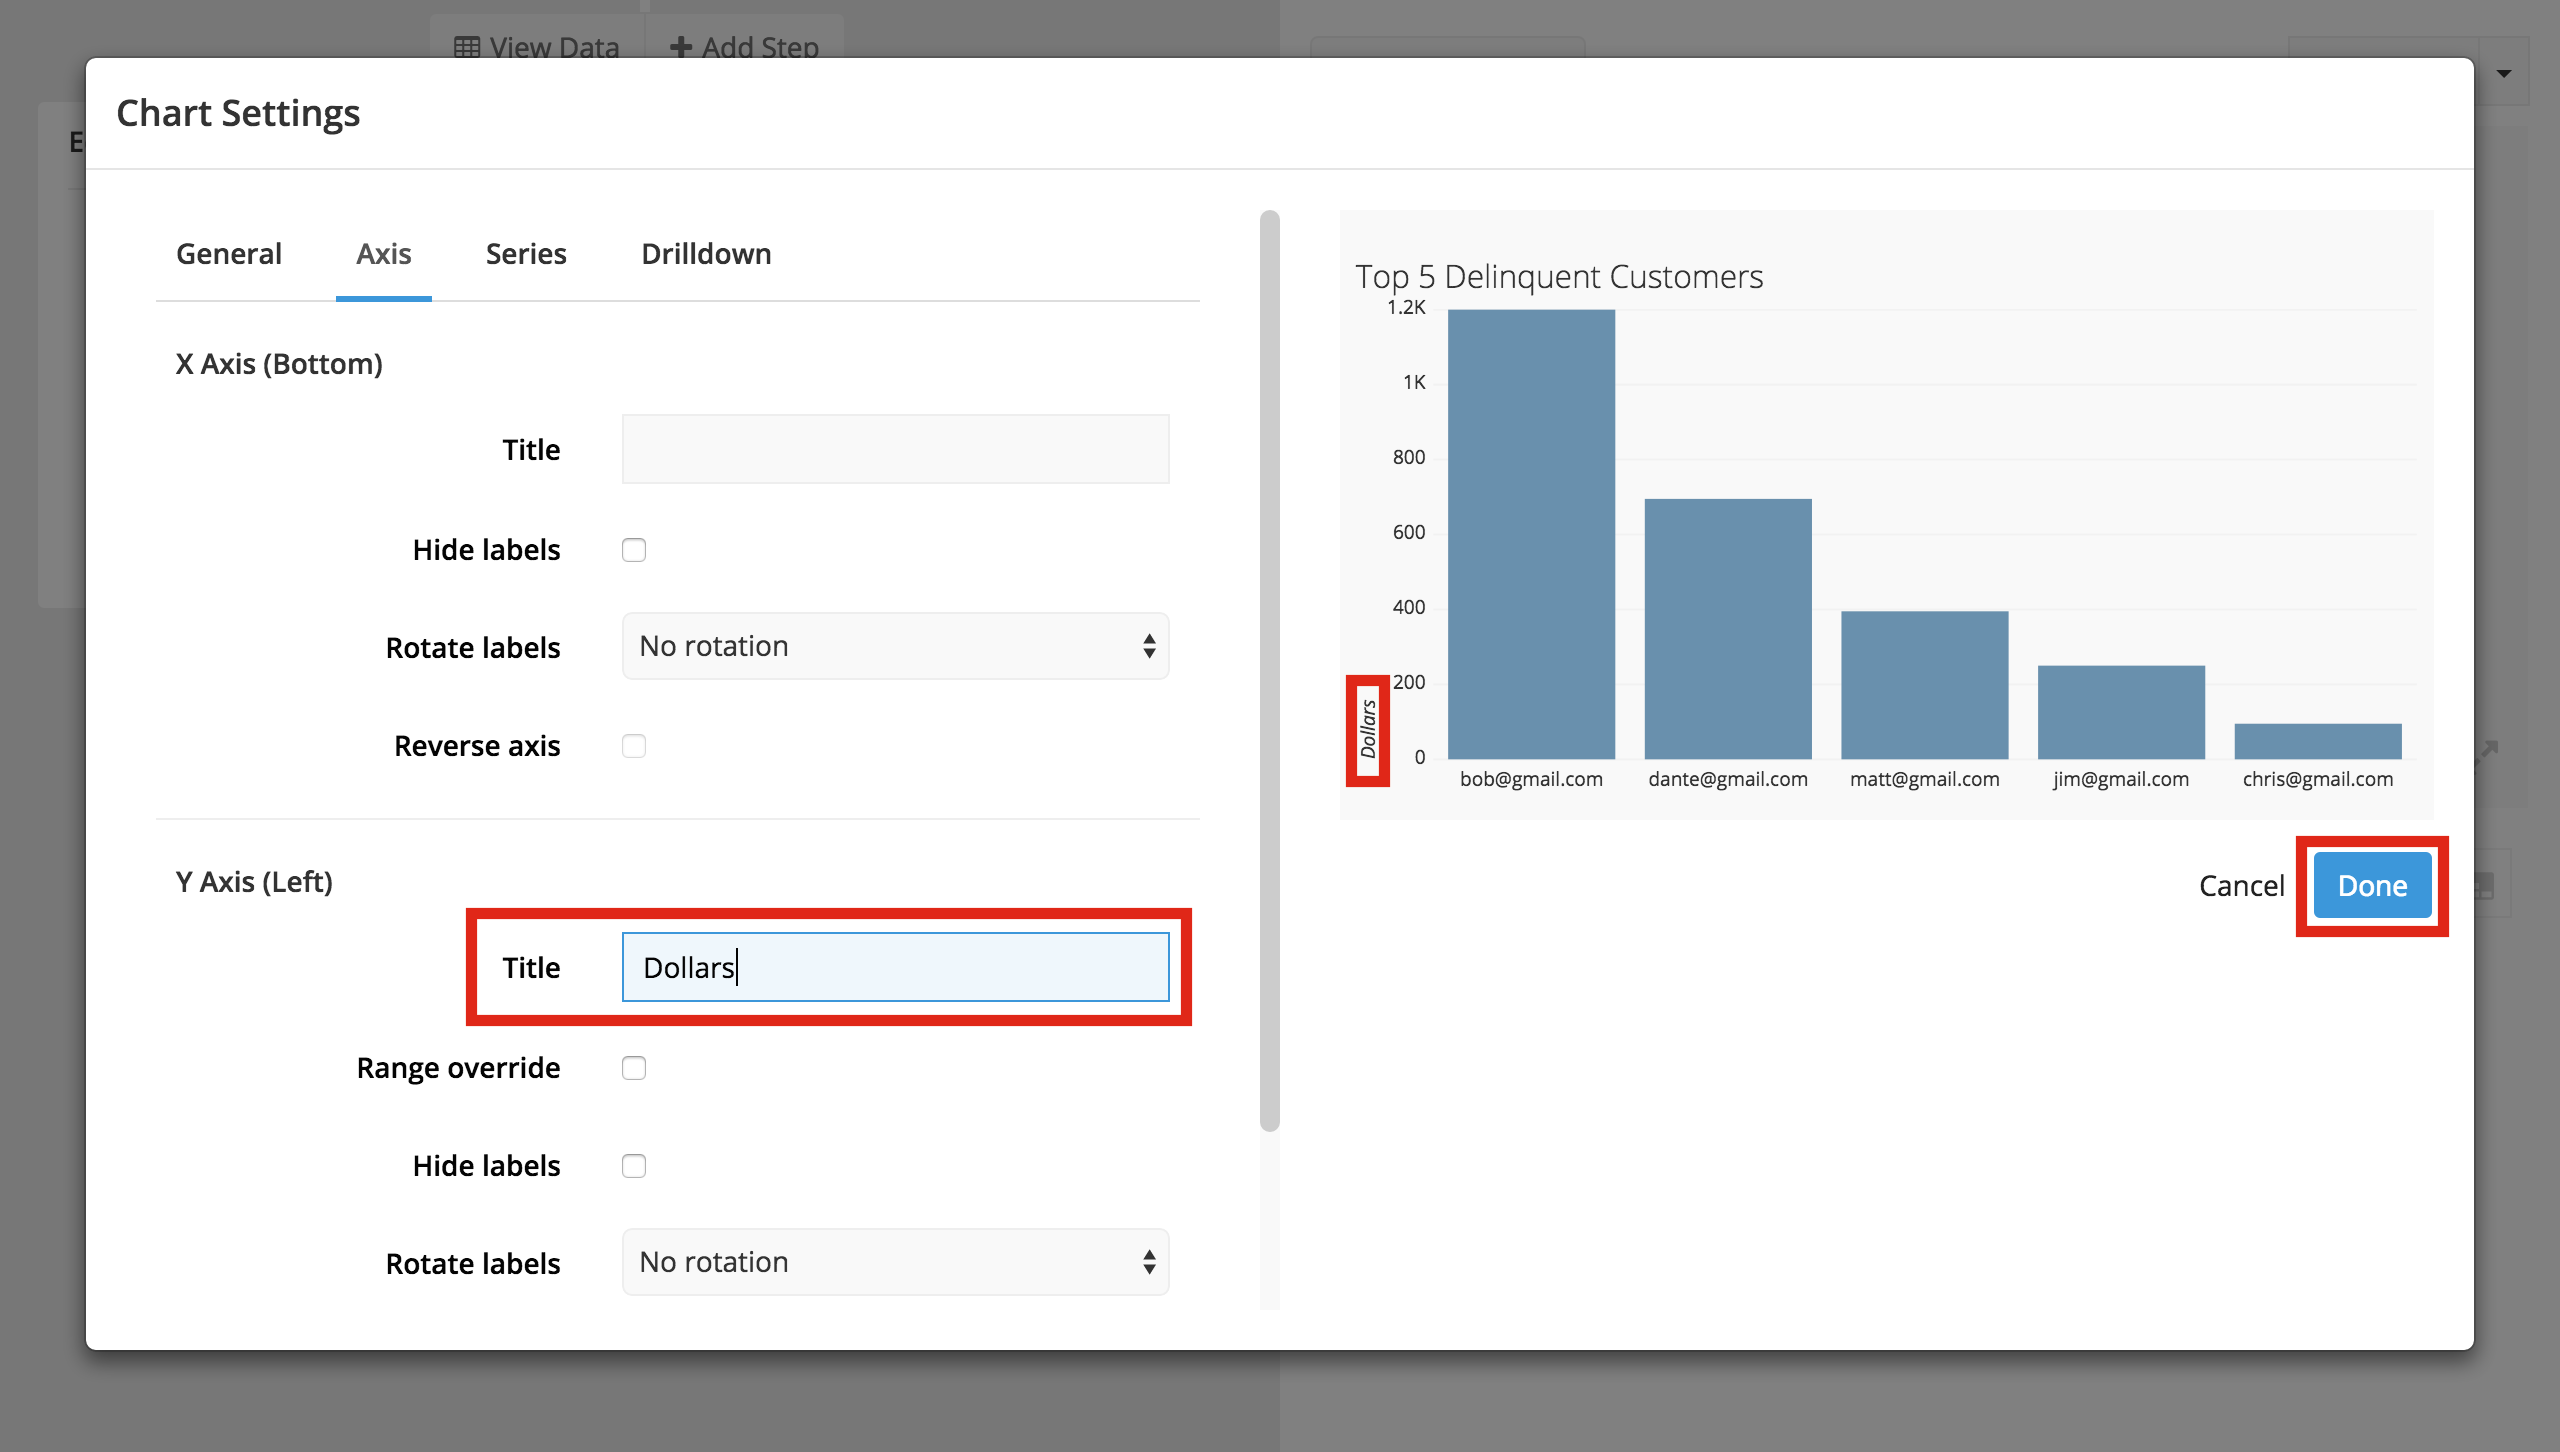 View Data
Add Step
Chart Settings
General
Axis
Series
Drilldown
X Axis (Bottom)
Title
Hide labels
Rotate labels
No rotation
Reverse axis
Y Axis (Left)
Title
Dollars
Range override
Hide labels
Rotate labels
No rotation
Top 5 Delinquent Customers
1.2K
1K
800
600
400
200
0
Dollars
bob@gmail.com
dante@gmail.com
matt@gmail.com
jim@gmail.com
chris@gmail.com
Cancel
Done